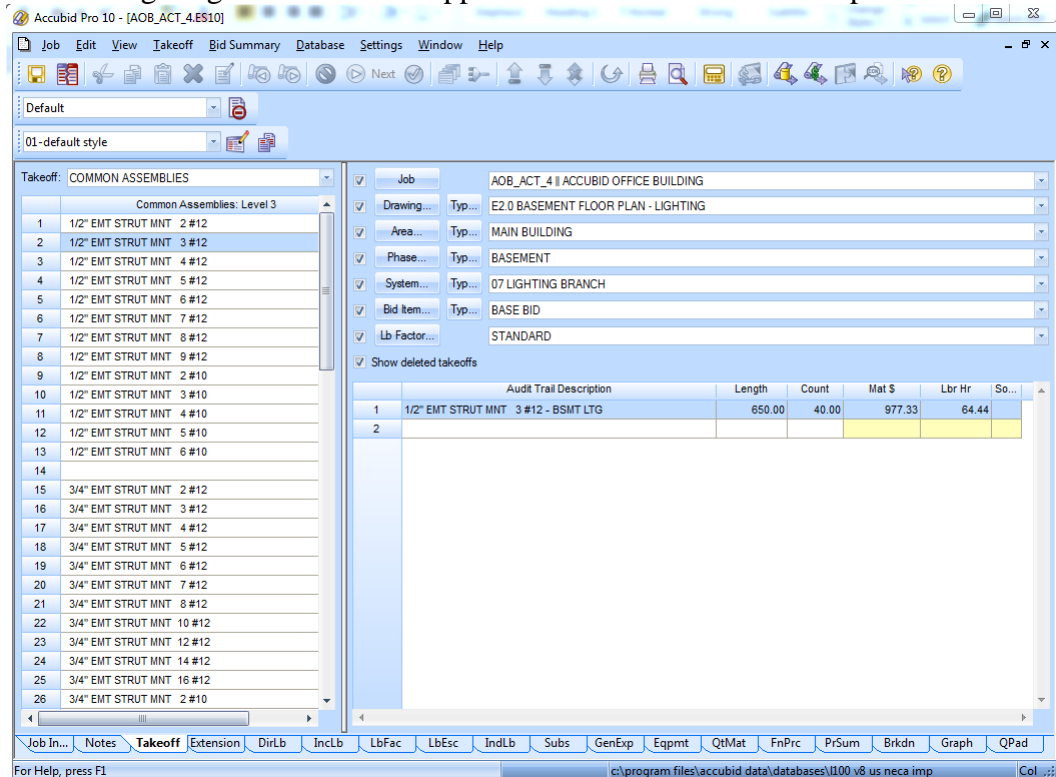 Accubid Pro 10 - [AOB_ACT_4.ES10]
Job Edit View Takeoff Bid Summary Database Settings Window Help
Next
Default
01-default style
Takeoff: COMMON ASSEMBLIES
Common Assemblies: Level 3
1 1/2" EMT STRUT MNT 2 #12
2 1/2" EMT STRUT MNT 3 #12
3 1/2" EMT STRUT MNT 4 #12
4 1/2" EMT STRUT MNT 5 #12
5 1/2" EMT STRUT MNT 6 #12
6 1/2" EMT STRUT MNT 7 #12
7 1/2" EMT STRUT MNT 8 #12
8 1/2" EMT STRUT MNT 9 #12
9 1/2" EMT STRUT MNT 2 #10
10 1/2" EMT STRUT MNT 3 #10
11 1/2" EMT STRUT MNT 4 #10
12 1/2" EMT STRUT MNT 5 #10
13 1/2" EMT STRUT MNT 6 #10
14
15 3/4" EMT STRUT MNT 2 #12
16 3/4" EMT STRUT MNT 3 #12
17 3/4" EMT STRUT MNT 4 #12
18 3/4" EMT STRUT MNT 5 #12
19 3/4" EMT STRUT MNT 6 #12
20 3/4" EMT STRUT MNT 7 #12
21 3/4" EMT STRUT MNT 8 #12
22 3/4" EMT STRUT MNT 10 #12
23 3/4" EMT STRUT MNT 12 #12
24 3/4" EMT STRUT MNT 14 #12
25 3/4" EMT STRUT MNT 16 #12
26 3/4" EMT STRUT MNT 2 #10
Job AOB_ACT_4 || ACCUBID OFFICE BUILDING
Drawing... Typ... E2.0 BASEMENT FLOOR PLAN - LIGHTING
Area... Typ... MAIN BUILDING
Phase... Typ... BASEMENT
System... Typ... 07 LIGHTING BRANCH
Bid Item... Typ... BASE BID
Lb Factor... STANDARD
Show deleted takeoffs
Audit Trail Description Length Count Mat $ Lbr Hr So...
1 1/2" EMT STRUT MNT 3 #12 - BSMT LTG 650.00 40.00 977.33 64.44
2
Job In... Notes Takeoff Extension DirLb IncLb LbFac LbEsc IndLb Subs GenExp Eqpmt QtMat FnPrc PrSum Brkdn Graph QPad
For Help, press F1 c:\program files\accubid data\databases\l100 v8 us neca imp Col